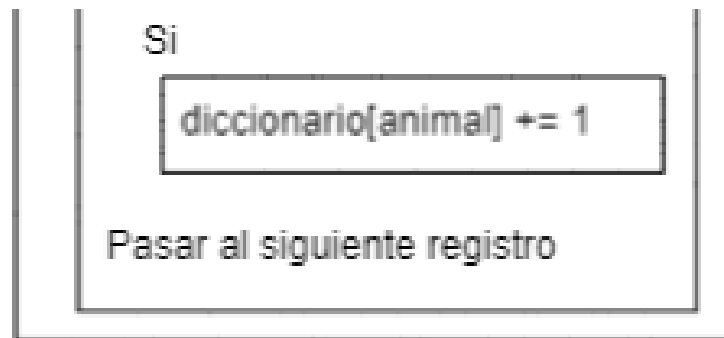 Si
diccionario[animal] += 1
Pasar al siguiente registro